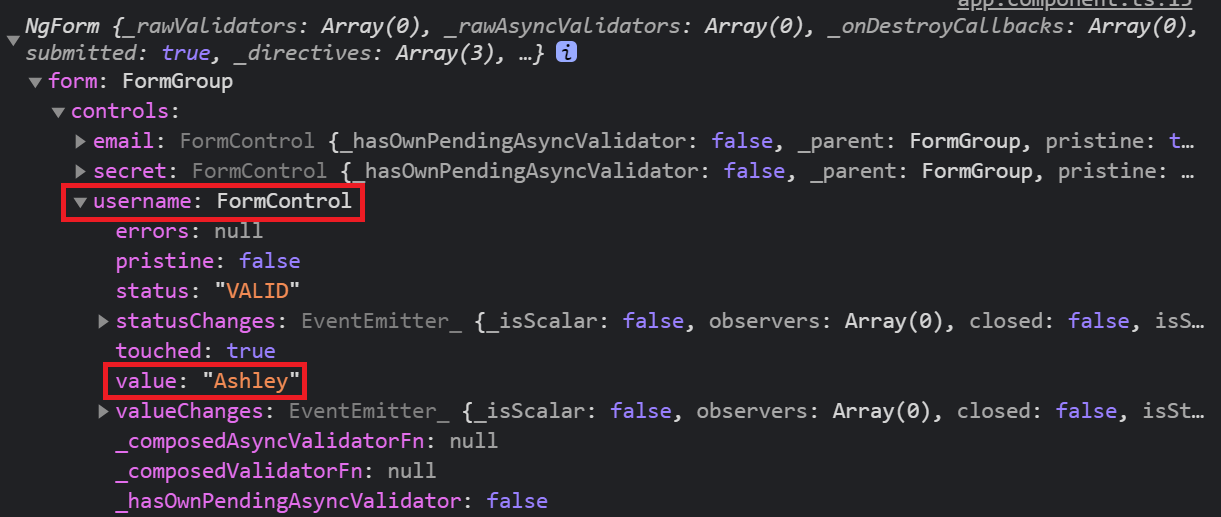 app.component.ts:15
NgForm {_rawValidators: Array(0), _rawAsyncValidators: Array(0), _onDestroyCallbacks: Array(0),
submitted: true, _directives: Array(3), …} i
form: FormGroup
controls:
email: FormControl {_hasOwnPendingAsyncValidator: false, _parent: FormGroup, pristine: t…
secret: FormControl {_hasOwnPendingAsyncValidator: false, _parent: FormGroup, pristine: …
username: FormControl
errors: null
pristine: false
status: "VALID"
statusChanges: EventEmitter_ {_isScalar: false, observers: Array(0), closed: false, isS…
touched: true
value: "Ashley"
valueChanges: EventEmitter_ {_isScalar: false, observers: Array(0), closed: false, isSt…
_composedAsyncValidatorFn: null
_composedValidatorFn: null
_hasOwnPendingAsyncValidator: false